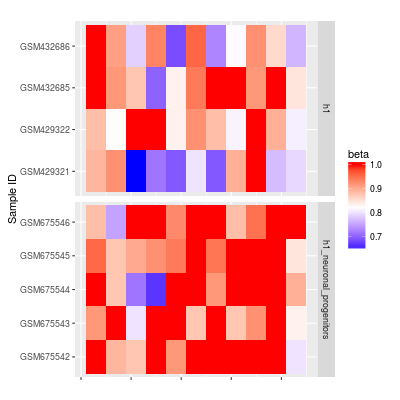 GSM432686
GSM432685
GSM429322
GSM429321
h1
GSM675546
GSM675545
GSM675544
GSM675543
GSM675542
h1_neuronal_progenitors
Sample ID
beta
1.0
0.9
0.8
0.7